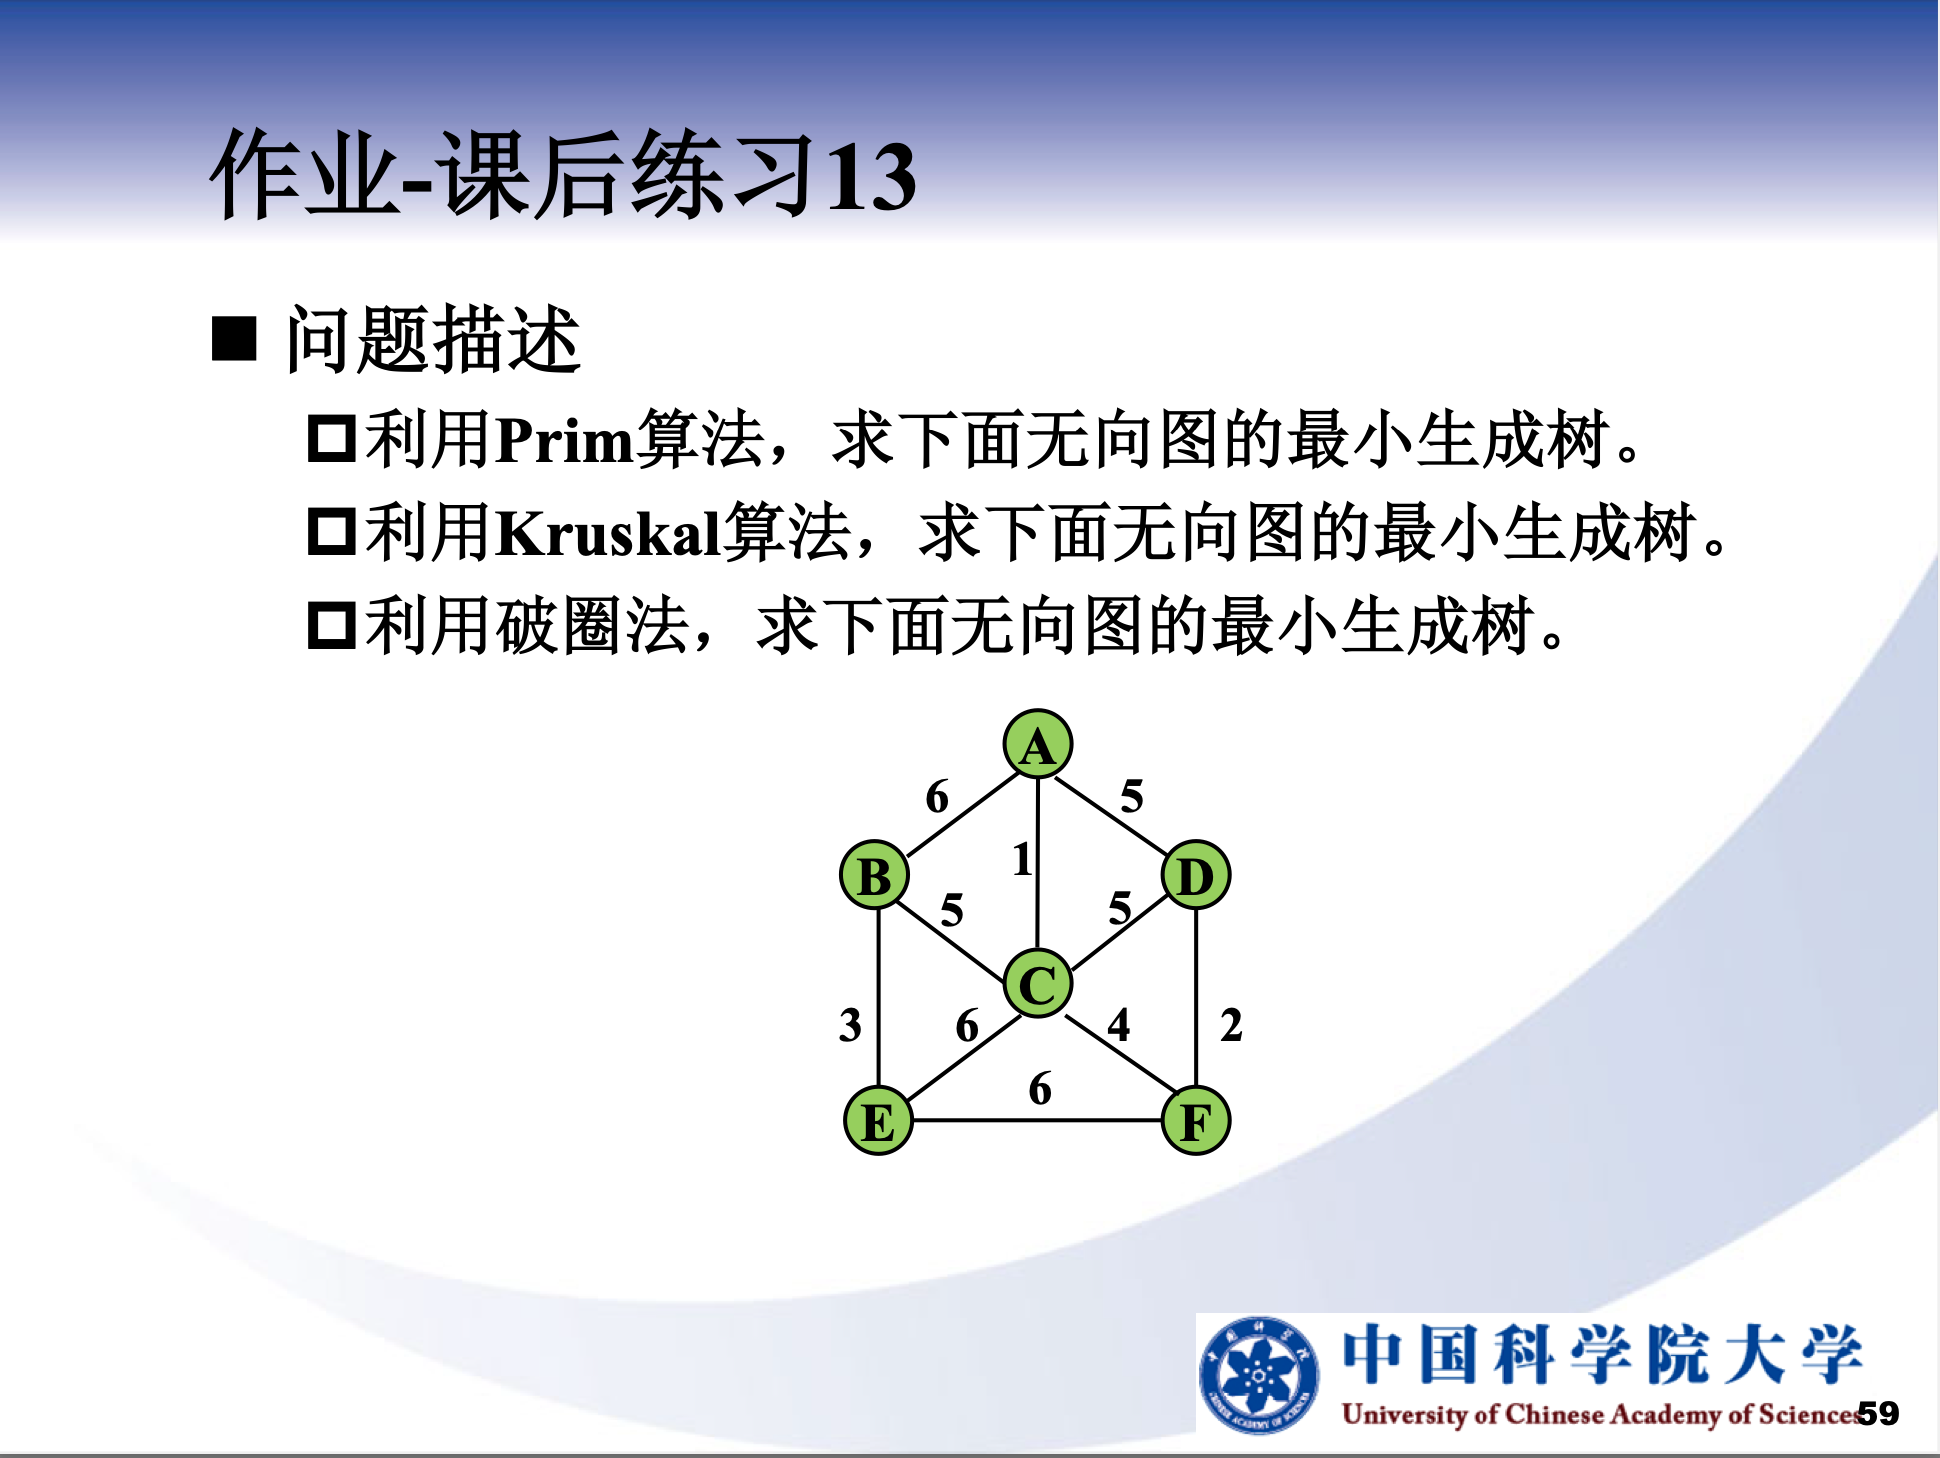 作业-课后练习13
■ 问题描述
利用Prim算法，求下面无向图的最小生成树。
利用Kruskal算法，求下面无向图的最小生成树。
利用破圈法，求下面无向图的最小生成树。
A
6 5
1
B D
5 5
C
3 6 4 2
6
E F
中国科学院大学
University of Chinese Academy of Sciences
59